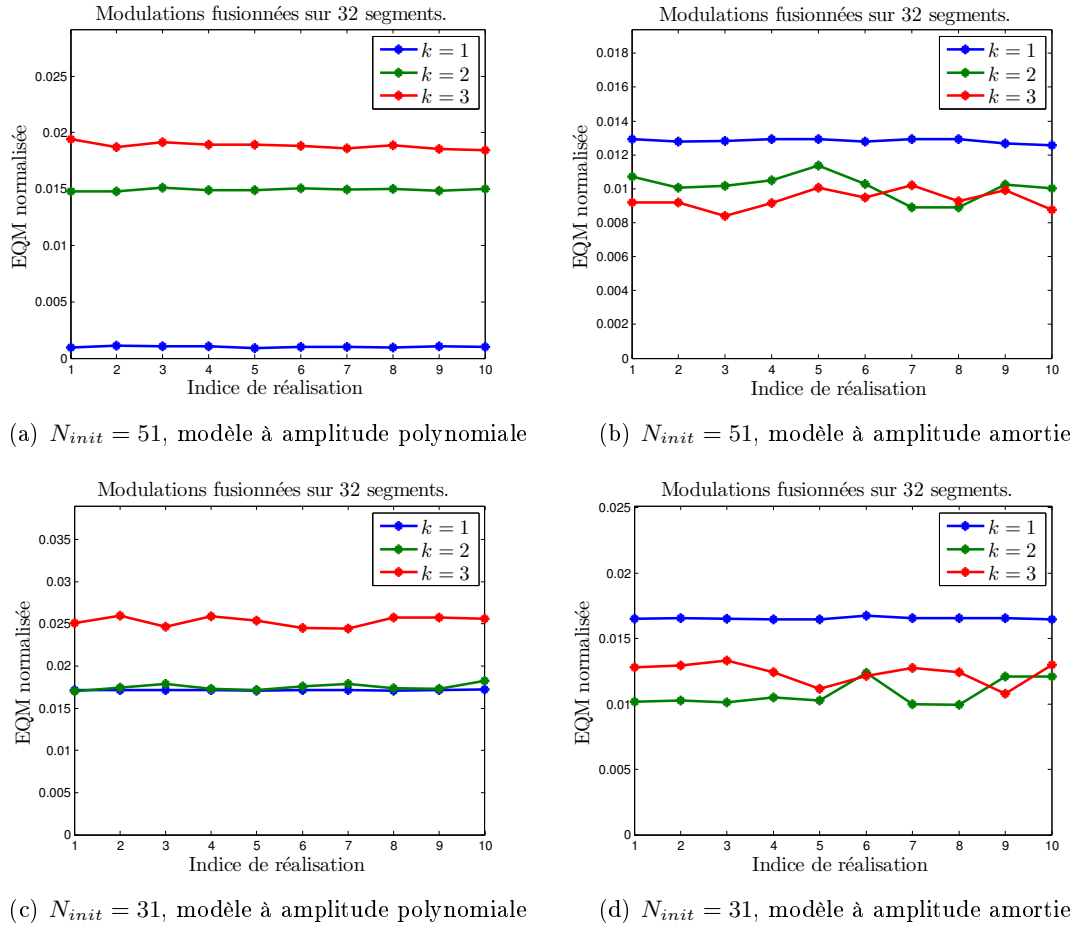 Modulations fusionnées sur 32 segments.
k = 1
k = 2
k = 3
EQM normalisée
0.025
0.02
0.015
0.01
0.005
0
1 2 3 4 5 6 7 8 9 10
Indice de réalisation
(a) N_init = 51, modèle à amplitude polynomiale
Modulations fusionnées sur 32 segments.
k = 1
k = 2
k = 3
EQM normalisée
0.018
0.016
0.014
0.012
0.01
0.008
0.006
0.004
0.002
0
1 2 3 4 5 6 7 8 9 10
Indice de réalisation
(b) N_init = 51, modèle à amplitude amortie
Modulations fusionnées sur 32 segments.
k = 1
k = 2
k = 3
EQM normalisée
0.035
0.03
0.025
0.02
0.015
0.01
0.005
0
1 2 3 4 5 6 7 8 9 10
Indice de réalisation
(c) N_init = 31, modèle à amplitude polynomiale
Modulations fusionnées sur 32 segments.
k = 1
k = 2
k = 3
EQM normalisée
0.025
0.02
0.015
0.01
0.005
0
1 2 3 4 5 6 7 8 9 10
Indice de réalisation
(d) N_init = 31, modèle à amplitude amortie